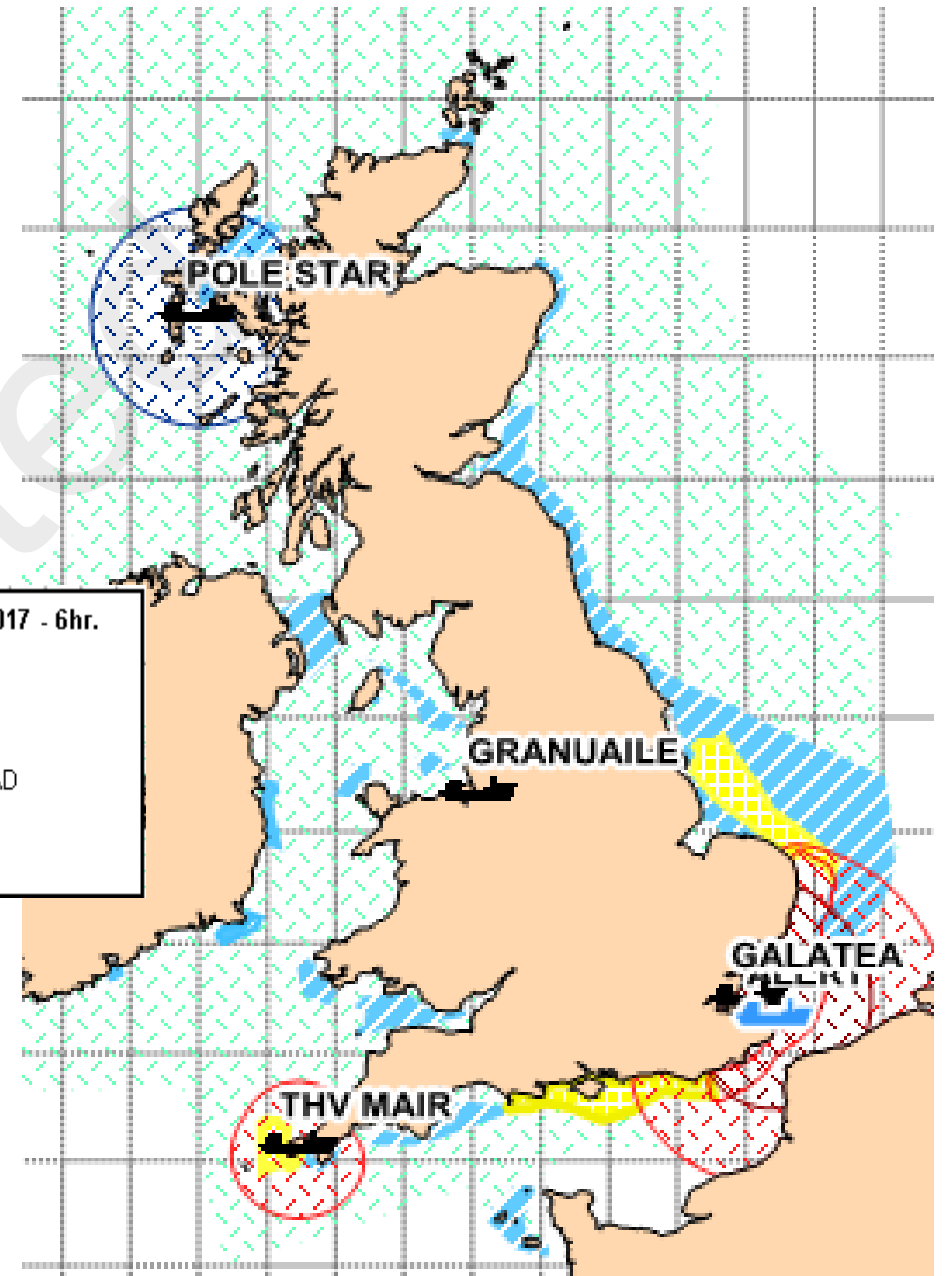 POLE STAR
017 - 6hr.
GRANUAILE
AD
GALATEA
THV MAIR